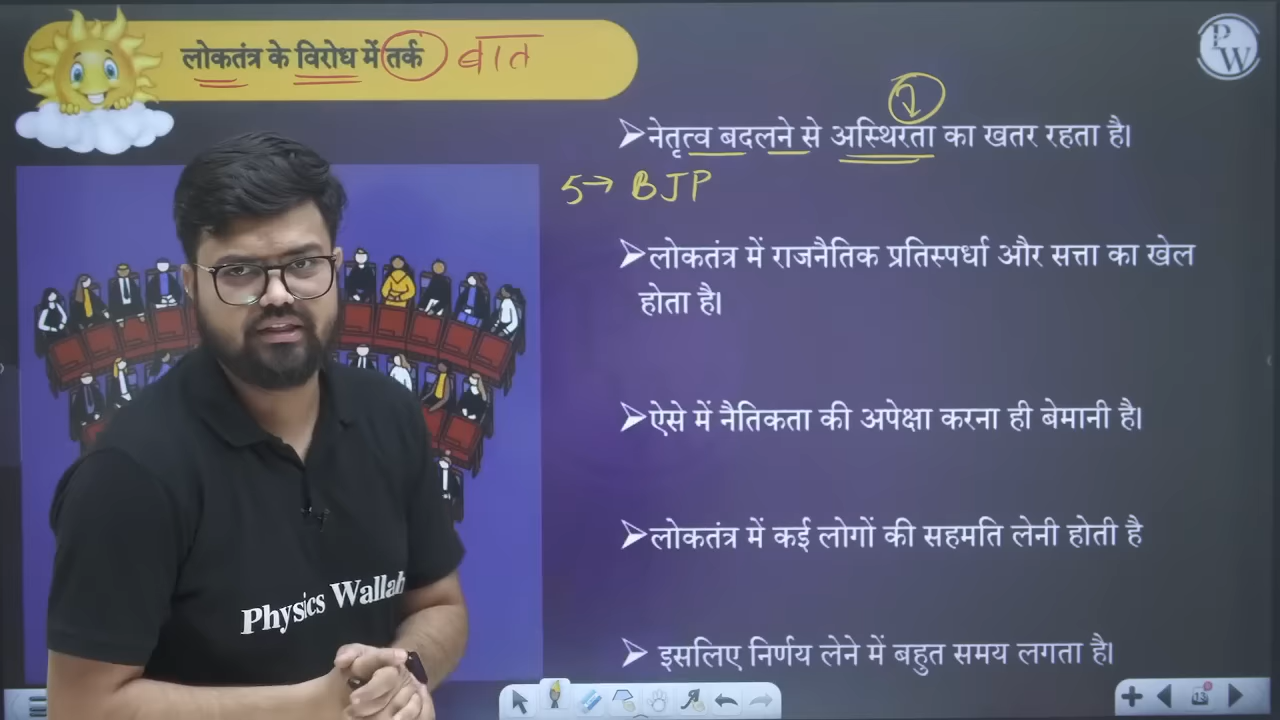 लोकतंत्र के विरोध में तर्क बात
PW
➢नेतृत्व बदलने से अस्थिरता का खतर रहता है।
5→ BJP
➢लोकतंत्र में राजनैतिक प्रतिस्पर्धा और सत्ता का खेल
होता है।
➢ऐसे में नैतिकता की अपेक्षा करना ही बेमानी है।
➢लोकतंत्र में कई लोगों की सहमति लेनी होती है
➢ इसलिए निर्णय लेने में बहुत समय लगता है।
Physics Wallah
13